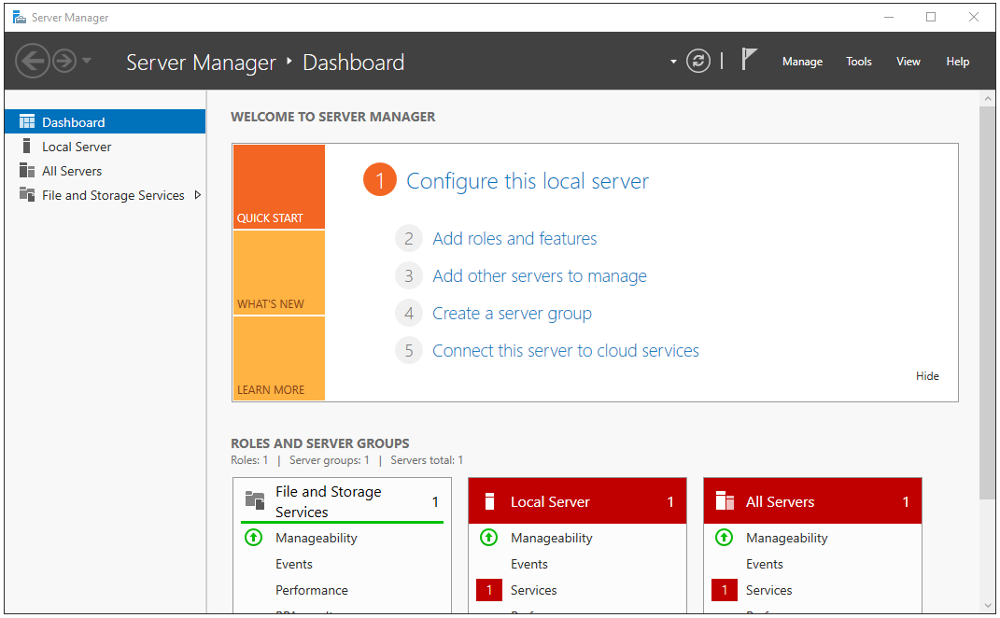 Server Manager
Server Manager ‣ Dashboard
Manage Tools View Help
Dashboard
Local Server
All Servers
File and Storage Services
WELCOME TO SERVER MANAGER
QUICK START
WHAT'S NEW
LEARN MORE
1 Configure this local server
2 Add roles and features
3 Add other servers to manage
4 Create a server group
5 Connect this server to cloud services
Hide
ROLES AND SERVER GROUPS
Roles: 1 | Server groups: 1 | Servers total: 1
File and Storage
Services 1
Manageability
Events
Performance
Local Server 1
Manageability
Events
1 Services
All Servers 1
Manageability
Events
1 Services